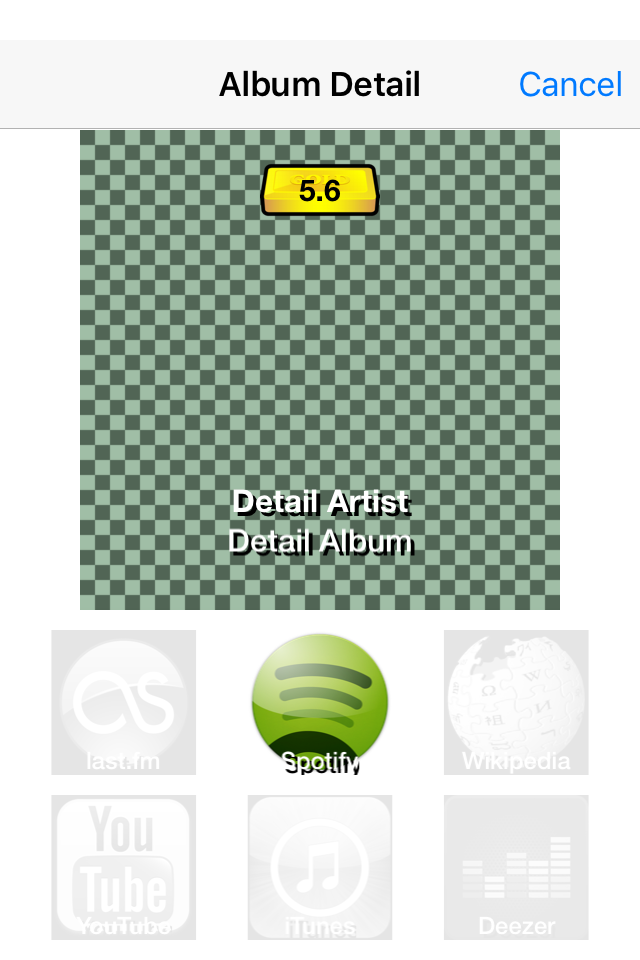 Album Detail
Cancel
5.6
Detail Artist
Detail Album
last.fm
Spotify
Wikipedia
You
Tube
YouTube
iTunes
Deezer